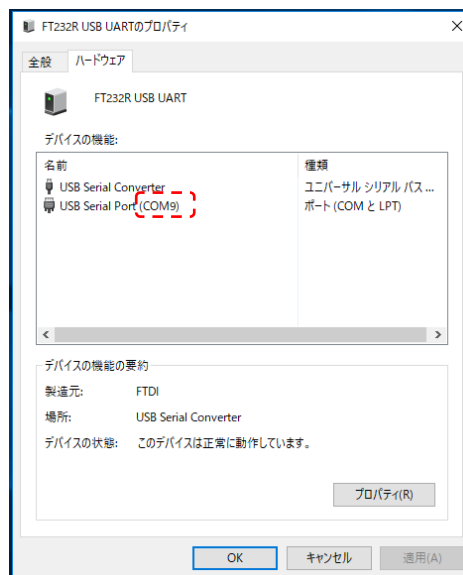 FT232R USB UARTのプロパティ
全般 ハードウェア
FT232R USB UART
デバイスの機能:
名前 種類
USB Serial Converter ユニバーサル シリアル バス ...
USB Serial Port (COM9) ポート (COM と LPT)
デバイスの機能の要約
製造元: FTDI
場所: USB Serial Converter
デバイスの状態: このデバイスは正常に動作しています。
プロパティ(R)
OK キャンセル 適用(A)